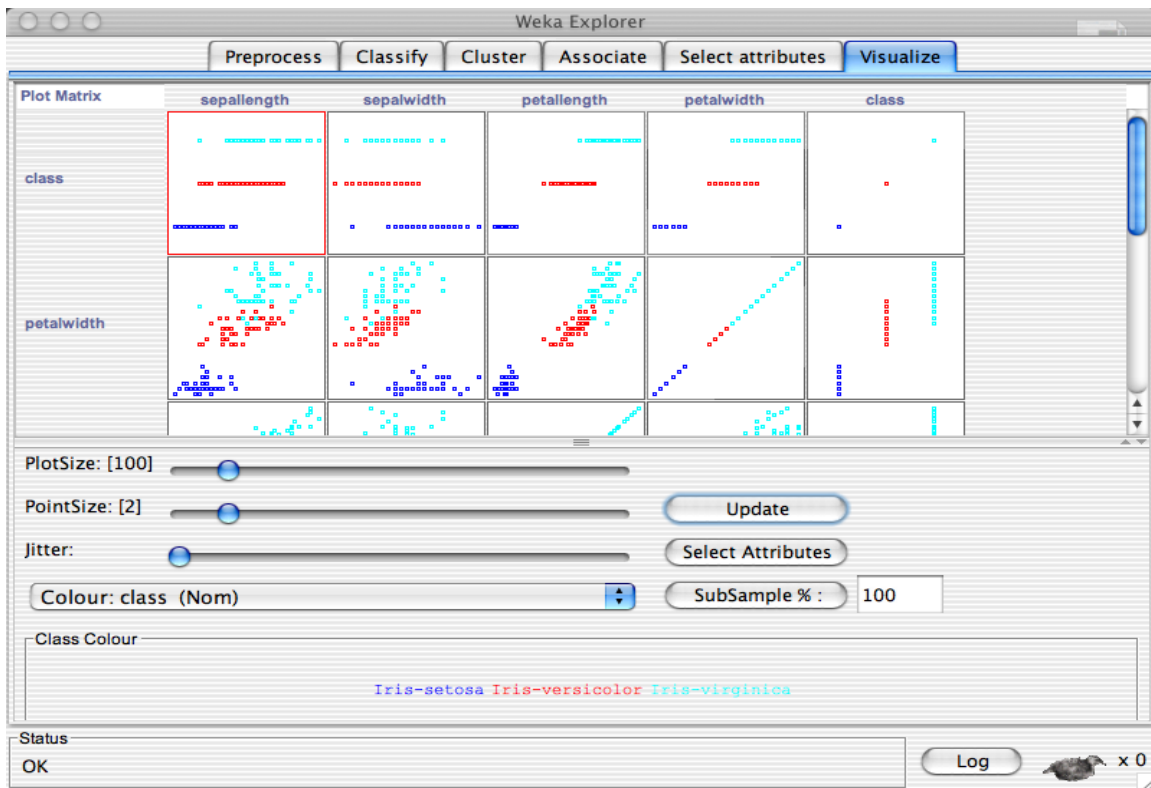 Weka Explorer
Preprocess Classify Cluster Associate Select attributes Visualize
Plot Matrix sepallength sepalwidth petallength petalwidth class
class
petalwidth
PlotSize: [100]
PointSize: [2] Update
Jitter: Select Attributes
Colour: class (Nom) SubSample % : 100
Class Colour
Iris-setosa Iris-versicolor Iris-virginica
Status
OK Log x 0